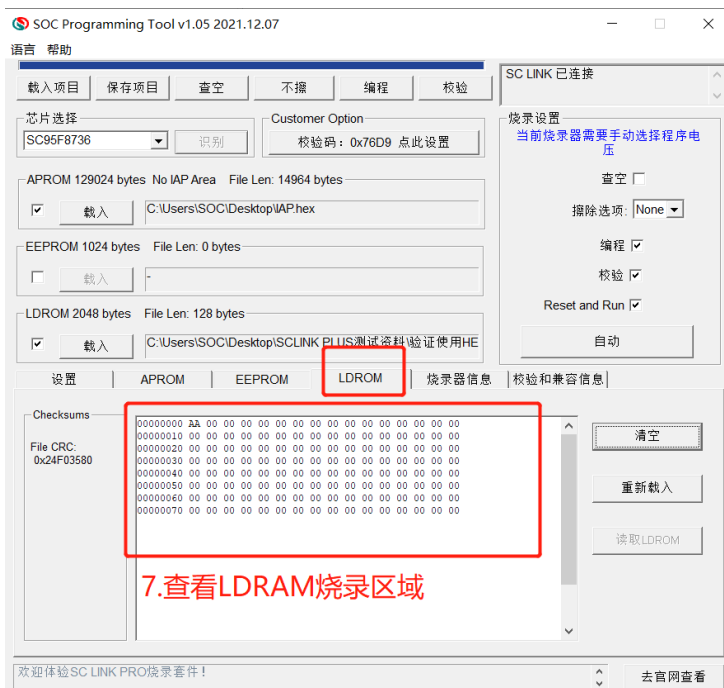 SOC Programming Tool v1.05 2021.12.07
语言 帮助
载入项目 保存项目 查空 不擦 编程 校验
SC LINK 已连接
芯片选择
SC95F8736 识别
Customer Option
校验码：0x76D9 点此设置
烧录设置
当前烧录器需要手动选择程序电
压
查空
擦除选项: None
编程
校验
Reset and Run
自动
APROM 129024 bytes No IAP Area File Len: 14964 bytes
载入 C:\Users\SOC\Desktop\IAP.hex
EEPROM 1024 bytes File Len: 0 bytes
载入 -
LDROM 2048 bytes File Len: 128 bytes
载入 C:\Users\SOC\Desktop\SCLINK PLUS测试资料\验证使用HE
设置 APROM EEPROM LDROM 烧录器信息 校验和兼容信息
Checksums
File CRC:
0x24F03580
00000000 AA 00 00 00 00 00 00 00 00 00 00 00 00 00 00 00
00000010 00 00 00 00 00 00 00 00 00 00 00 00 00 00 00 00
00000020 00 00 00 00 00 00 00 00 00 00 00 00 00 00 00 00
00000030 00 00 00 00 00 00 00 00 00 00 00 00 00 00 00 00
00000040 00 00 00 00 00 00 00 00 00 00 00 00 00 00 00 00
00000050 00 00 00 00 00 00 00 00 00 00 00 00 00 00 00 00
00000060 00 00 00 00 00 00 00 00 00 00 00 00 00 00 00 00
00000070 00 00 00 00 00 00 00 00 00 00 00 00 00 00 00 00
清空
重新载入
读取LDROM
7.查看LDRAM烧录区域
欢迎体验SC LINK PRO烧录套件！
去官网查看